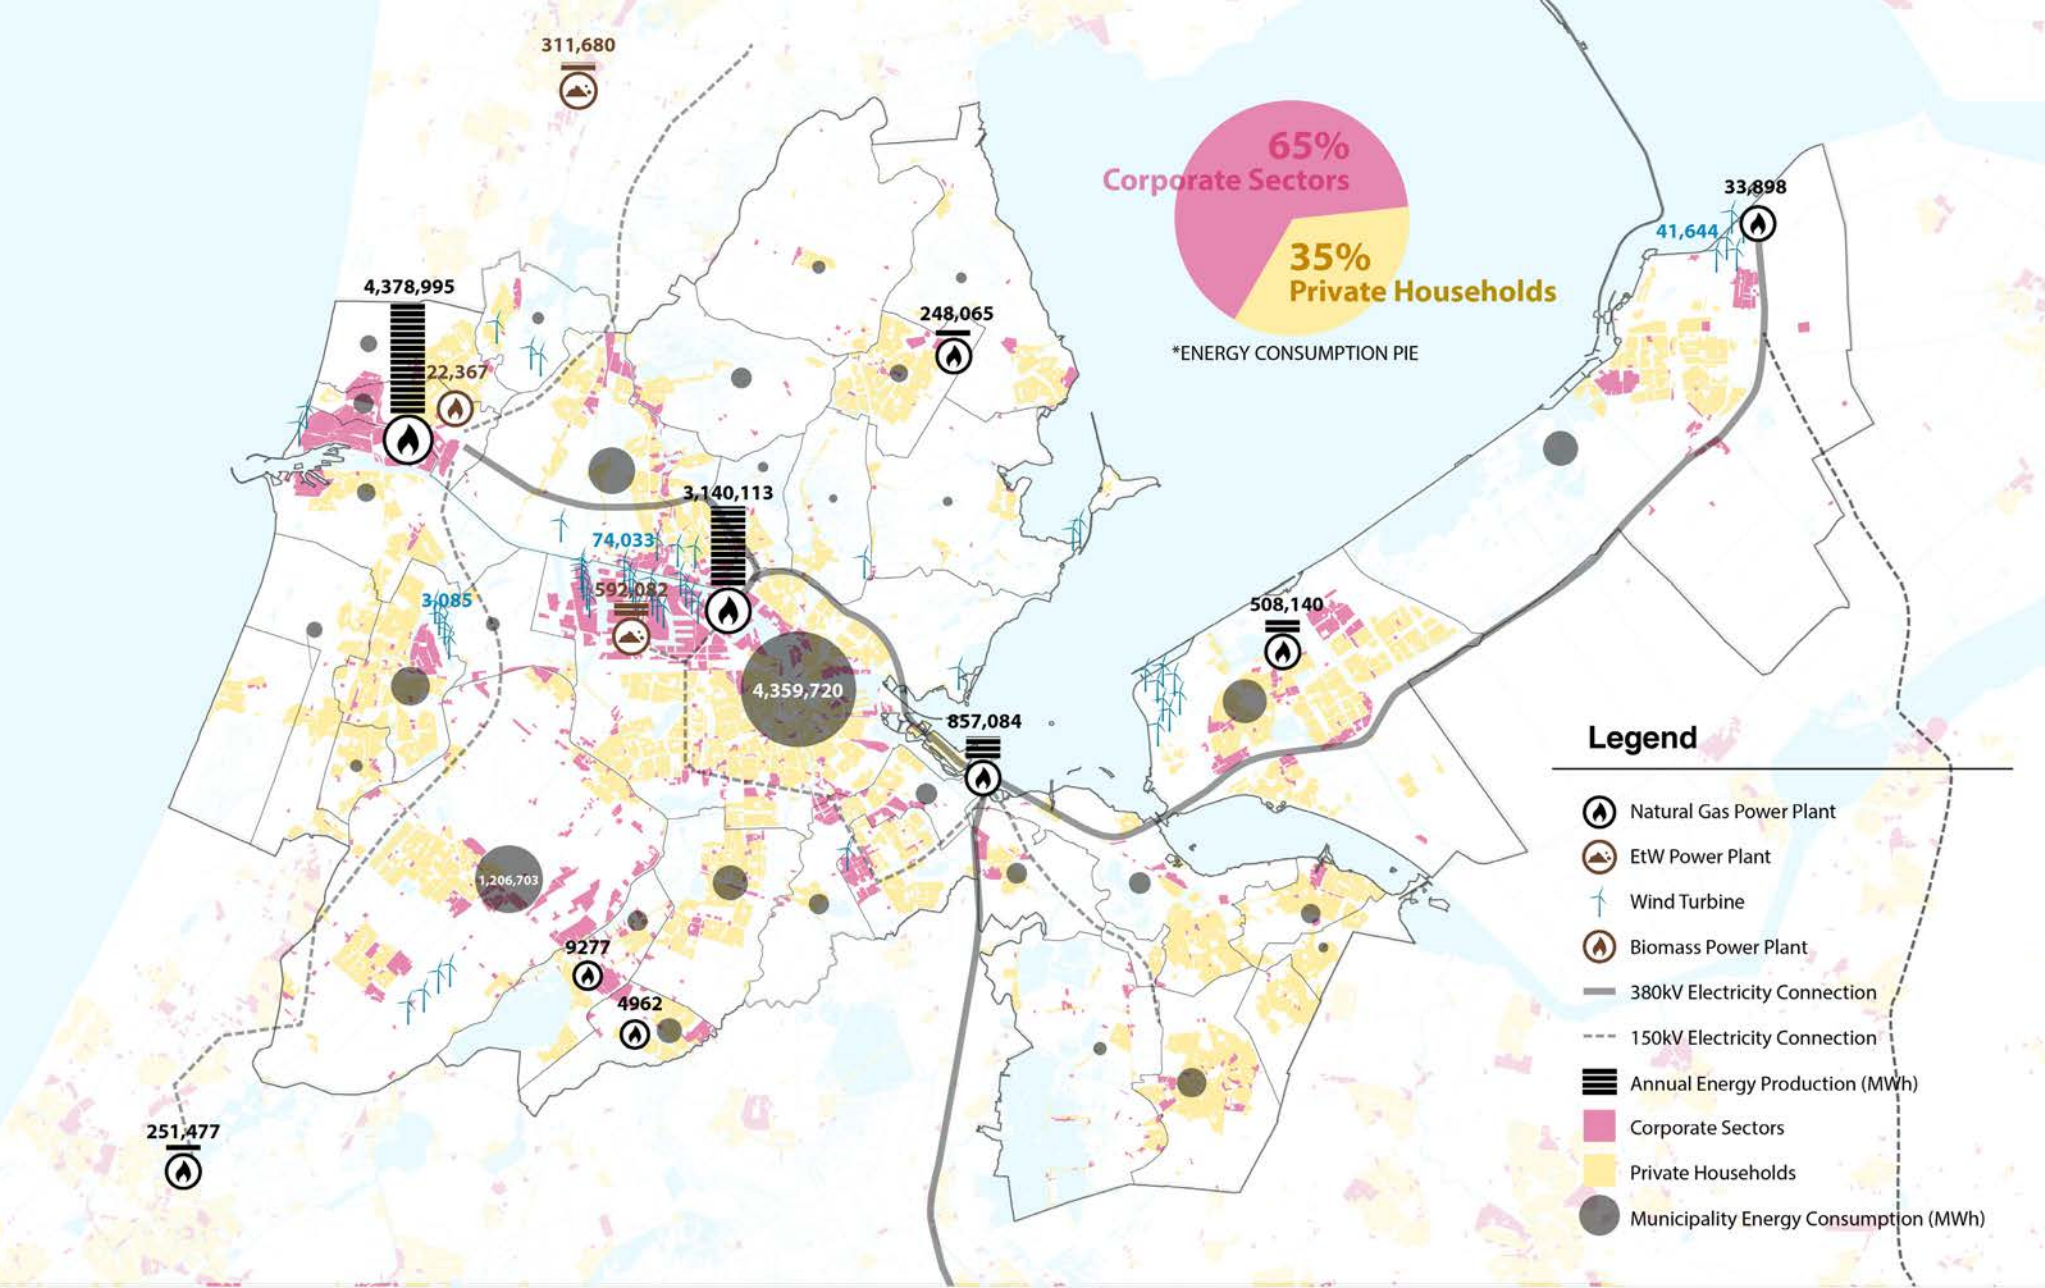 311,680
65%
Corporate Sectors
35%
Private Households
*ENERGY CONSUMPTION PIE
33,898
41,644
4,378,995
22,367
248,065
3,140,113
74,033
592,082
3,085
508,140
4,359,720
857,084
1,206,703
9277
4962
251,477
Legend
Natural Gas Power Plant
EtW Power Plant
Wind Turbine
Biomass Power Plant
380kV Electricity Connection
150kV Electricity Connection
Annual Energy Production (MWh)
Corporate Sectors
Private Households
Municipality Energy Consumption (MWh)